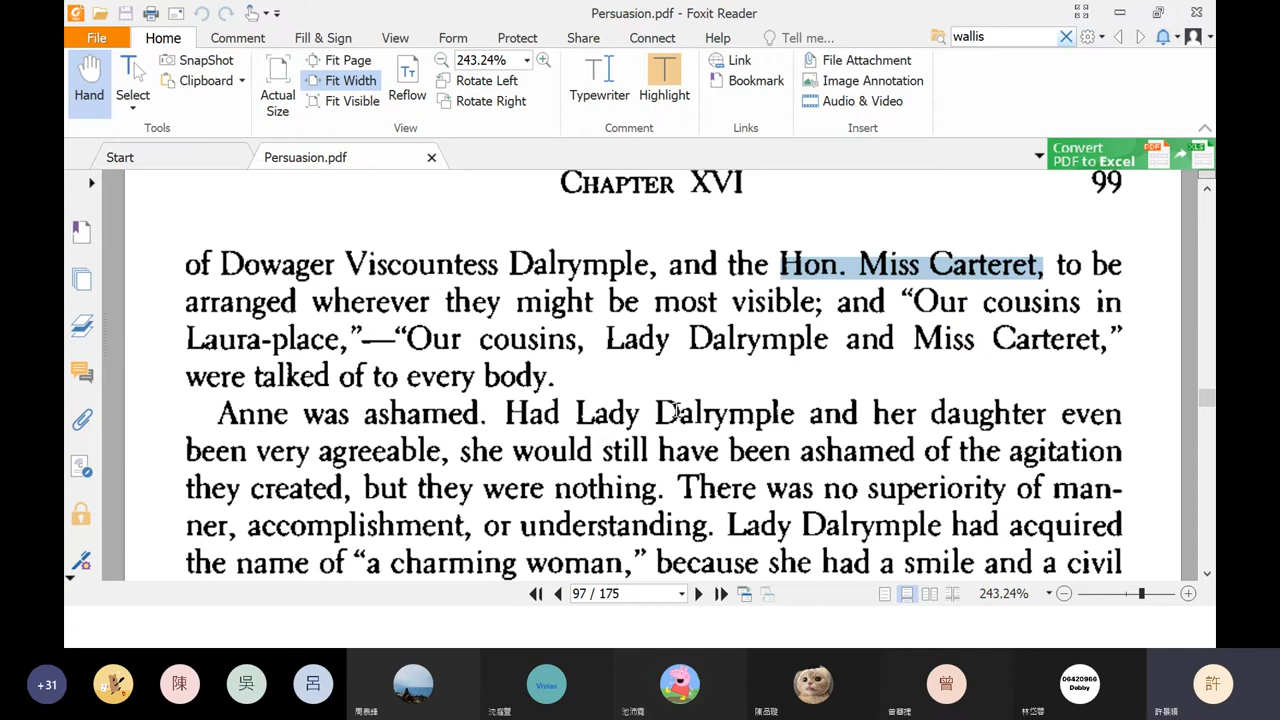 Persuasion.pdf - Foxit Reader
File
Home
Comment
Fill & Sign
View
Form
Protect
Share
Connect
Help
Tell me...
wallis
Hand
Select
SnapShot
Clipboard
Tools
Actual
Size
Fit Page
Fit Width
Fit Visible
Reflow
243.24%
Rotate Left
Rotate Right
View
Typewriter
Highlight
Comment
Link
Bookmark
Links
File Attachment
Image Annotation
Audio & Video
Insert
Start
Persuasion.pdf
Convert
PDF to Excel
PDF
XLS
CHAPTER XVI
99
of Dowager Viscountess Dalrymple, and the Hon. Miss Carteret, to be
arranged wherever they might be most visible; and “Our cousins in
Laura-place,”—“Our cousins, Lady Dalrymple and Miss Carteret,”
were talked of to every body.
Anne was ashamed. Had Lady Dalrymple and her daughter even
been very agreeable, she would still have been ashamed of the agitation
they created, but they were nothing. There was no superiority of man-
ner, accomplishment, or understanding. Lady Dalrymple had acquired
the name of “a charming woman,” because she had a smile and a civil
97 / 175
243.24%
+31
陳
吳
呂
Vivian
曾
06420966
Debby
許
陳品璇